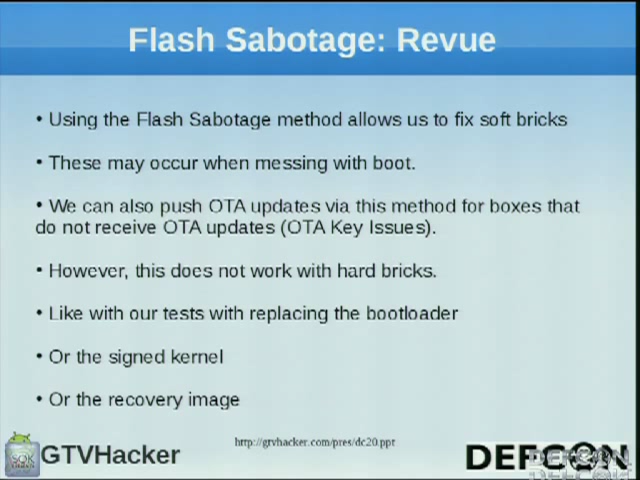 Flash Sabotage: Revue
• Using the Flash Sabotage method allows us to fix soft bricks
• These may occur when messing with boot.
• We can also push OTA updates via this method for boxes that
do not receive OTA updates (OTA Key Issues).
• However, this does not work with hard bricks.
• Like with our tests with replacing the bootloader
• Or the signed kernel
• Or the recovery image
GTVHacker
http://gtvhacker.com/pres/dc20.ppt
DEFCON
DEFCON